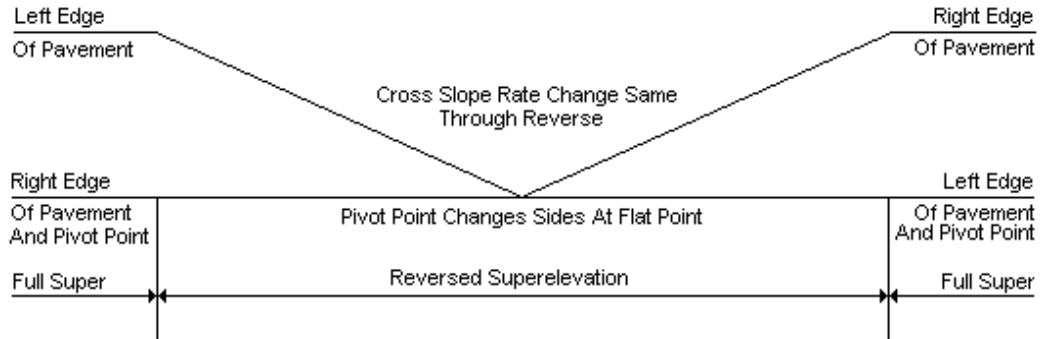 Left Edge
Of Pavement
Right Edge
Of Pavement
Cross Slope Rate Change Same
Through Reverse
Right Edge
Of Pavement
And Pivot Point
Pivot Point Changes Sides At Flat Point
Left Edge
Of Pavement
And Pivot Point
Full Super
Reversed Superelevation
Full Super